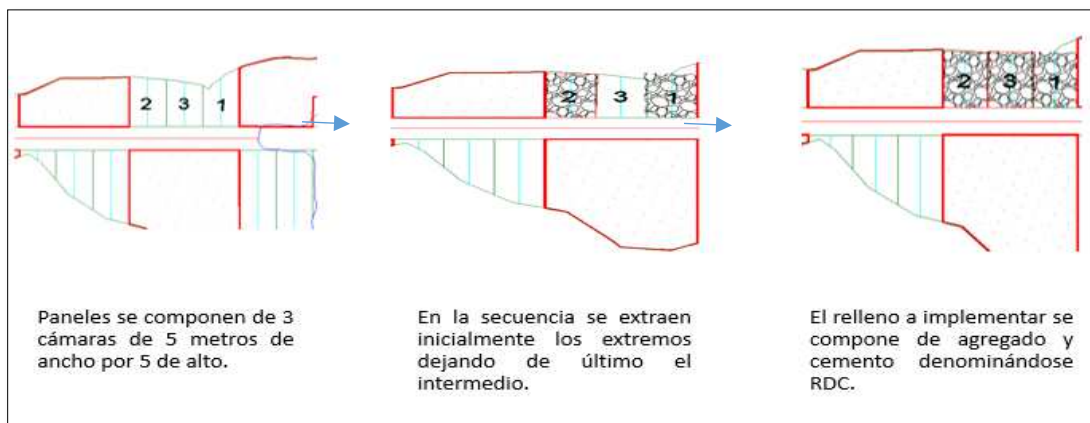 2 3 1
2 3 1
2 3 1
Paneles se componen de 3
cámaras de 5 metros de
ancho por 5 de alto.
En la secuencia se extraen
inicialmente los extremos
dejando de último el
intermedio.
El relleno a implementar se
compone de agregado y
cemento denominándose
RDC.